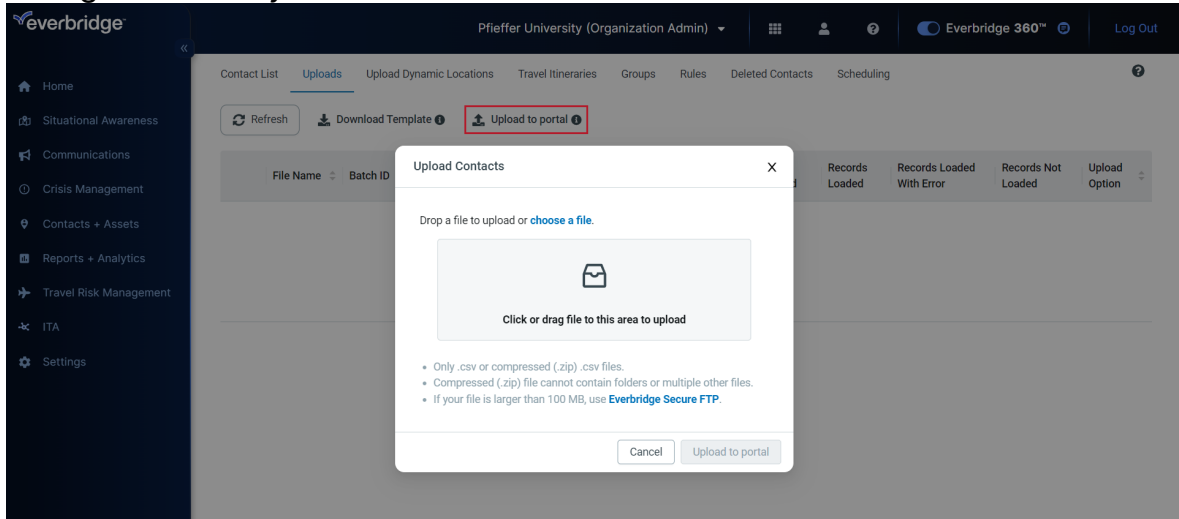 everbridge
Pfieffer University (Organization Admin)
Everbridge 360™
Log Out
Home
Situational Awareness
Communications
Crisis Management
Contacts + Assets
Reports + Analytics
Travel Risk Management
ITA
Settings
Contact List Uploads Upload Dynamic Locations Travel Itineraries Groups Rules Deleted Contacts Scheduling
Refresh Download Template Upload to portal
File Name Batch ID
Records Loaded
Records Loaded With Error
Records Not Loaded
Upload Option
Upload Contacts X
Drop a file to upload or choose a file.
Click or drag file to this area to upload
• Only .csv or compressed (.zip) .csv files.
• Compressed (.zip) file cannot contain folders or multiple other files.
• If your file is larger than 100 MB, use Everbridge Secure FTP.
Cancel Upload to portal